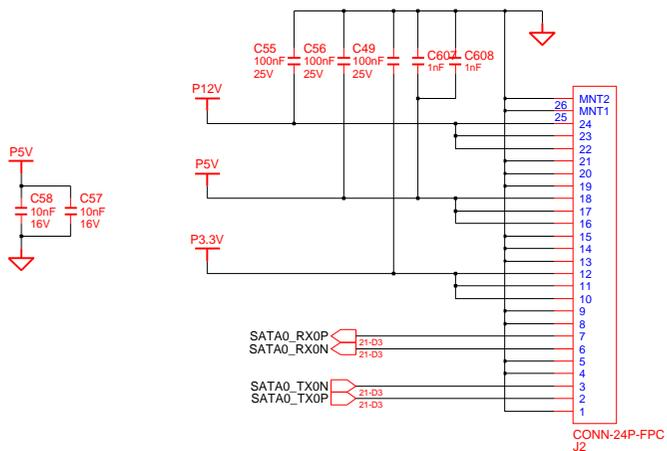 C55
100nF
25V
C56
100nF
25V
C49
100nF
25V
C607
1nF
C608
1nF
P12V
P5V
P3.3V
P5V
C58
10nF
16V
C57
10nF
16V
MNT2
26
MNT1
25
24
23
22
21
20
19
18
17
16
15
14
13
12
11
10
9
8
7
6
5
4
3
2
1
SATA0_RX0P
21-D3
SATA0_RX0N
21-D3
SATA0_TX0N
21-D3
SATA0_TX0P
21-D3
CONN-24P-FPC
J2